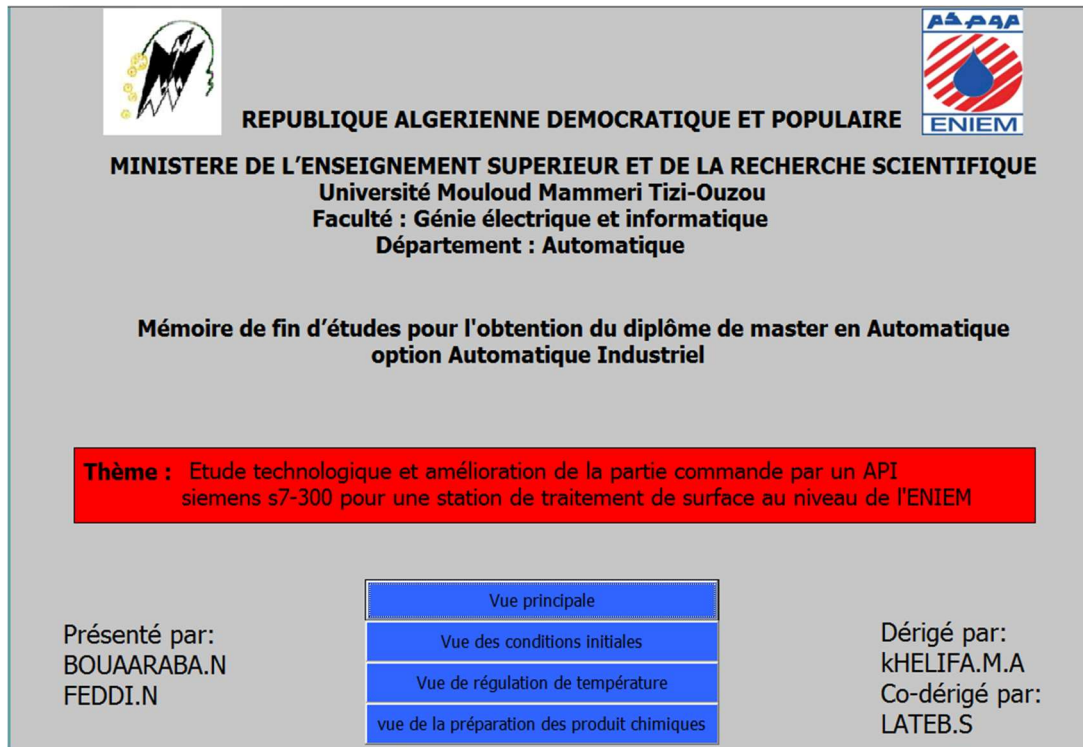 ENIEM
REPUBLIQUE ALGERIENNE DEMOCRATIQUE ET POPULAIRE
MINISTERE DE L’ENSEIGNEMENT SUPERIEUR ET DE LA RECHERCHE SCIENTIFIQUE
Université Mouloud Mammeri Tizi-Ouzou
Faculté : Génie électrique et informatique
Département : Automatique
Mémoire de fin d’études pour l'obtention du diplôme de master en Automatique
option Automatique Industriel
Thème : Etude technologique et amélioration de la partie commande par un API
siemens s7-300 pour une station de traitement de surface au niveau de l'ENIEM
Présenté par:
BOUAARABA.N
FEDDI.N
Vue principale
Vue des conditions initiales
Vue de régulation de température
vue de la préparation des produit chimiques
Dérigé par:
kHELIFA.M.A
Co-dérigé par:
LATEB.S